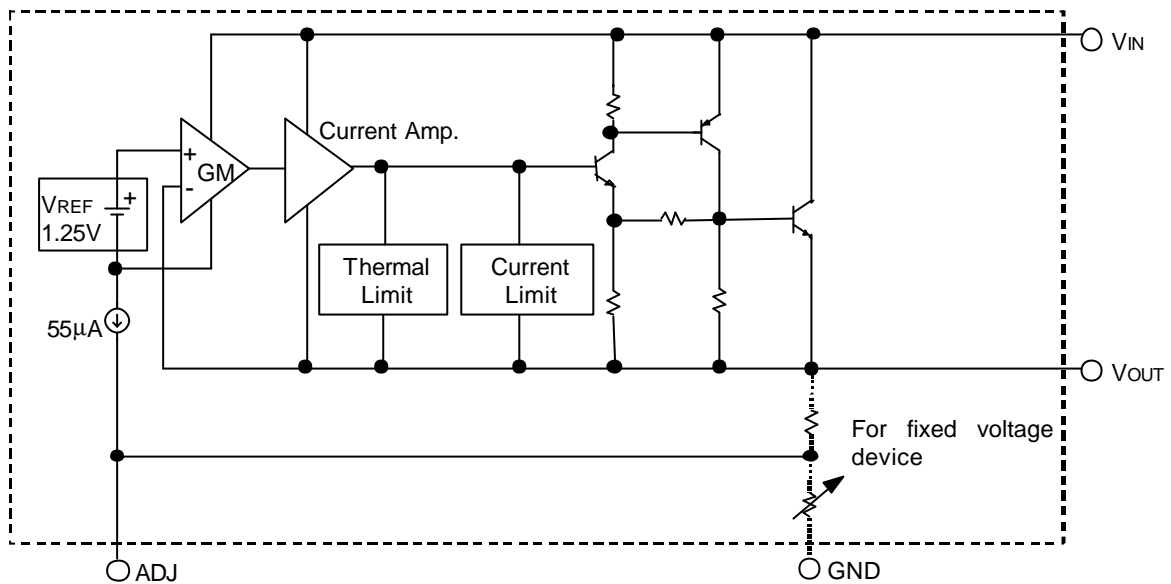 VIN
Current Amp.
+
GM
-
VREF
+
1.25V
Thermal
Limit
Current
Limit
55μA
VOUT
For fixed voltage
device
ADJ
GND